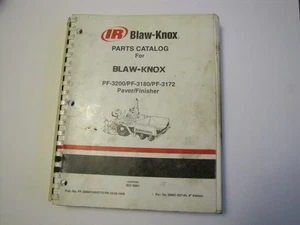 IR Blaw-Knox
PARTS CATALOG
For
BLAW-KNOX
PF-3200/PF-3180/PF-3172
Paver/Finisher